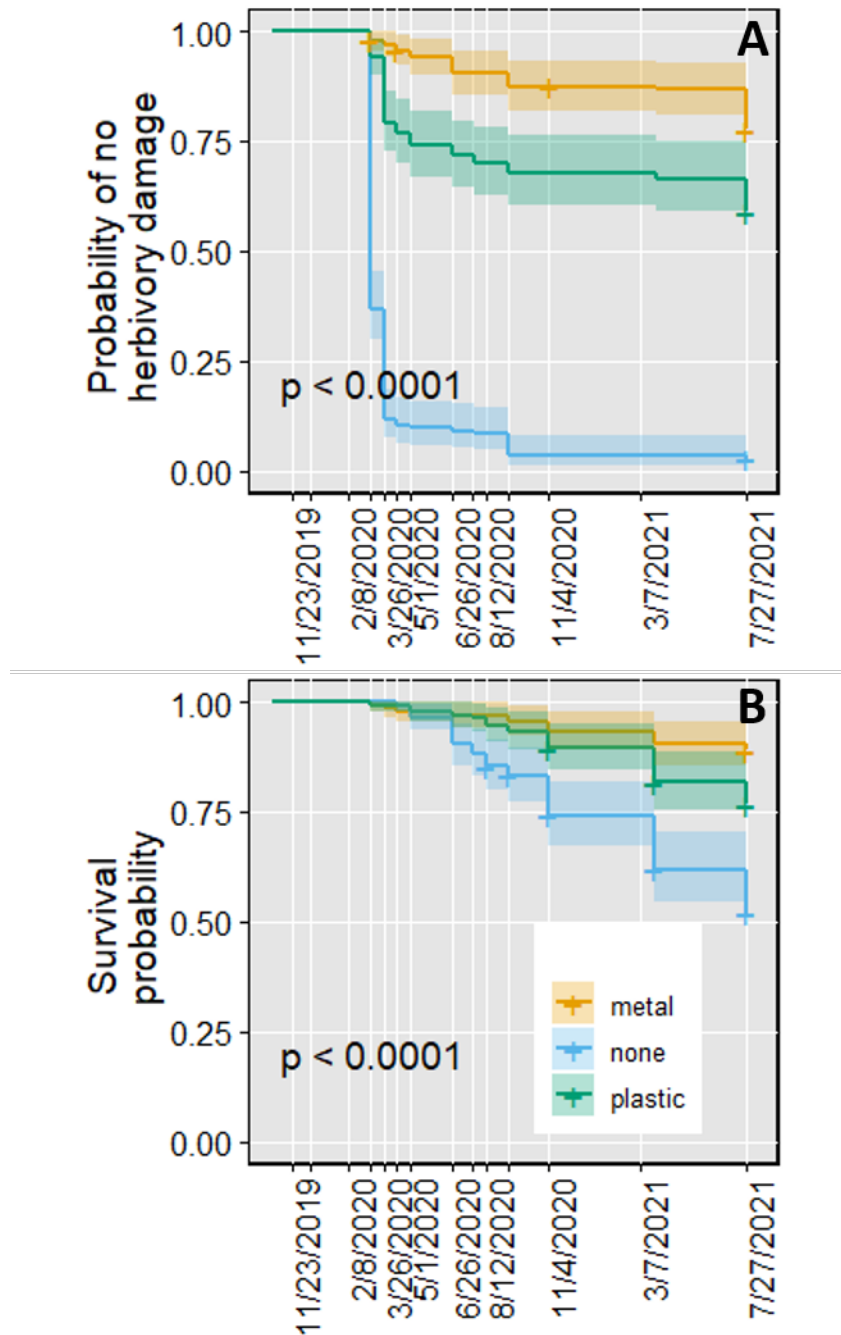 A
Probability of no
herbivory damage
1.00
0.75
0.50
0.25
0.00
p < 0.0001
11/23/2019
2/8/2020
3/26/2020
5/1/2020
6/26/2020
8/12/2020
11/4/2020
3/7/2021
7/27/2021
B
Survival
probability
1.00
0.75
0.50
0.25
0.00
p < 0.0001
metal
none
plastic
11/23/2019
2/8/2020
3/26/2020
5/1/2020
6/26/2020
8/12/2020
11/4/2020
3/7/2021
7/27/2021